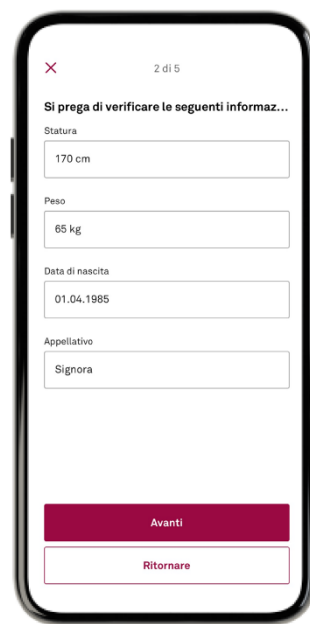 2 di 5
Si prega di verificare le seguenti informaz...
Statura
170 cm
Peso
65 kg
Data di nascita
01.04.1985
Appellativo
Signora
Avanti
Ritornare